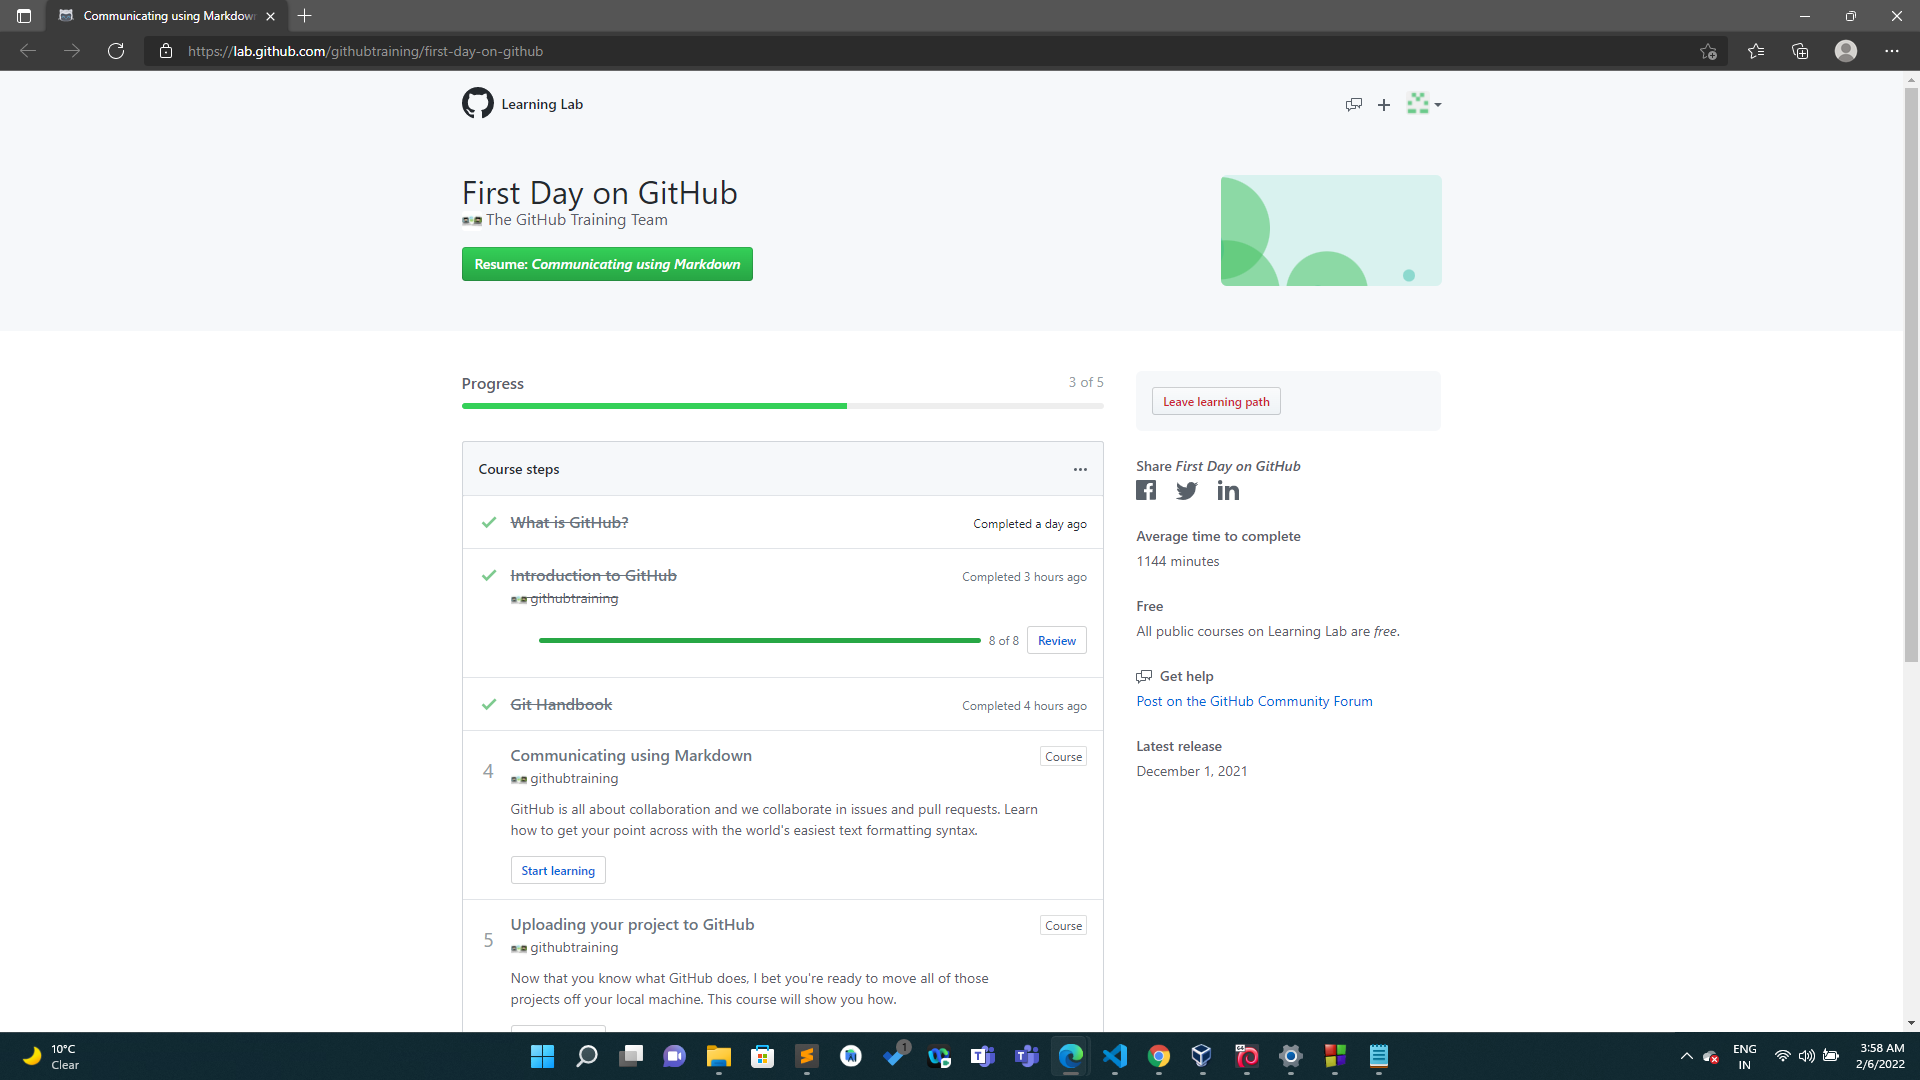 Communicating using Markdown
https://lab.github.com/githubtraining/first-day-on-github
Learning Lab
First Day on GitHub
The GitHub Training Team
Resume: Communicating using Markdown
Progress
3 of 5
Leave learning path
Course steps
What is GitHub?
Completed a day ago
Introduction to GitHub
Completed 3 hours ago
githubtraining
8 of 8
Review
Git Handbook
Completed 4 hours ago
4
Communicating using Markdown
Course
githubtraining
GitHub is all about collaboration and we collaborate in issues and pull requests. Learn
how to get your point across with the world's easiest text formatting syntax.
Start learning
5
Uploading your project to GitHub
Course
githubtraining
Now that you know what GitHub does, I bet you're ready to move all of those
projects off your local machine. This course will show you how.
Share First Day on GitHub
Average time to complete
1144 minutes
Free
All public courses on Learning Lab are free.
Get help
Post on the GitHub Community Forum
Latest release
December 1, 2021
10°C
Clear
1
64
ENG
IN
3:58 AM
2/6/2022